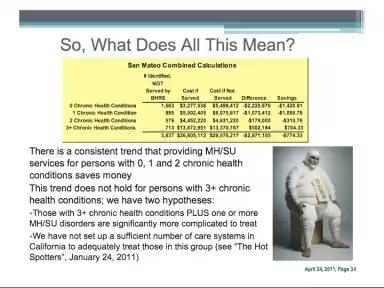 So, What Does All This Mean?
San Mateo Combined Calculations
# Identified,
NOT
Served by Cost if Cost if Not
BHRS Served Served Difference Savings
0 Chronic Health Conditions
1 Chronic Health Conditions
2 Chronic Health Conditions 578 $4,452,220
3+ Chronic Health Conditions 713
There is a consistent trend that providing MH/SU
services for persons with 0, 1 and 2 chronic health
conditions saves money
This trend does not hold for persons with 3+ chronic
health conditions; we have two hypotheses:
-Those with 3+ chronic health conditions PLUS one or more
MH/SU disorders are significantly more complicated to treat
-We have not set up a sufficient number of care systems in
California to adequately treat those in this group (see "The Hot
Spotters", January 24, 2011)
April 24, 2011, Page 34